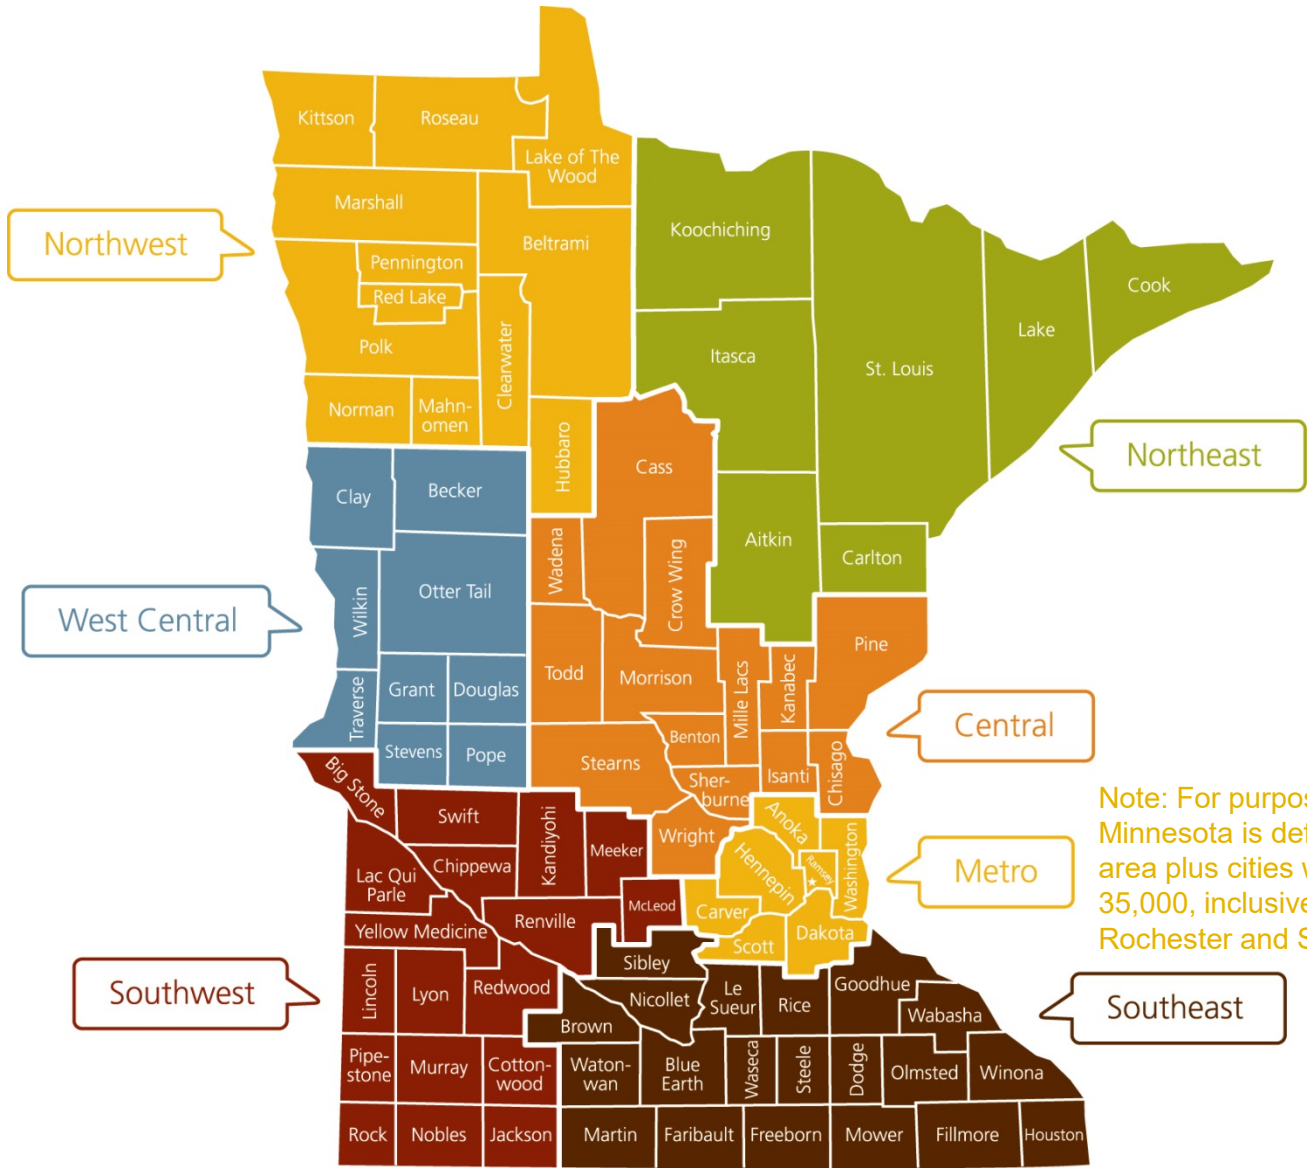 Kittson
Roseau
Lake of The
Wood
Marshall
Northwest
Beltrami
Koochiching
Pennington
Red Lake
Cook
Clearwater
Lake
Polk
Itasca
St. Louis
Norman
Mahn-
omen
Hubbaro
Cass
Northeast
Clay
Becker
Wadena
Crow Wing
Aitkin
Carlton
West Central
Wilkin
Otter Tail
Todd
Morrison
Mille Lacs
Kanabec
Pine
Traverse
Grant
Douglas
Central
Stevens
Pope
Stearns
Benton
Isanti
Chisago
Sher-
burne
Big Stone
Swift
Kandiyohi
Meeker
Wright
Anoka
Washington
Note: For purpos
Minnesota is def
area plus cities w
35,000, inclusive
Rochester and S
Hennepin
Ramsey
Metro
Lac Qui
Parle
Chippewa
McLeod
Carver
Renville
Yellow Medicine
Scott
Dakota
Sibley
Southwest
Lincoln
Lyon
Redwood
Nicollet
Le
Sueur
Rice
Goodhue
Wabasha
Southeast
Brown
Pipe-
stone
Murray
Cotton-
wood
Waton-
wan
Blue
Earth
Waseca
Steele
Dodge
Olmsted
Winona
Rock
Nobles
Jackson
Martin
Faribault
Freeborn
Mower
Fillmore
Houston